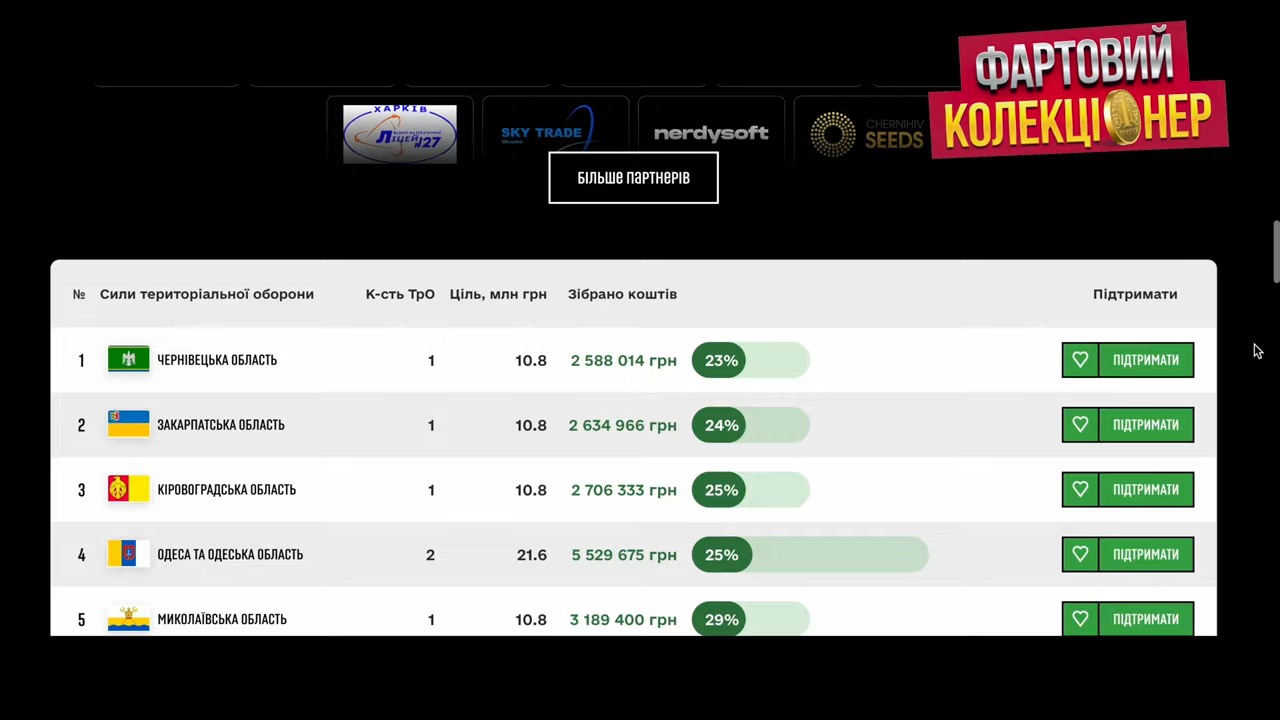 ФАРТОВИЙ
КОЛЕКЦІОНЕР
ХАРКІВ
ЛІЦЕЙ №27
SKY TRADE
Ukraine
nerdysoft
CHERNIHIV
SEEDS
БІЛЬШЕ ПАРТНЕРІВ
№ Сили територіальної оборони К-сть ТрО Ціль, млн грн Зібрано коштів Підтримати
1 ЧЕРНІВЕЦЬКА ОБЛАСТЬ 1 10.8 2 588 014 грн 23% ПІДТРИМАТИ
2 ЗАКАРПАТСЬКА ОБЛАСТЬ 1 10.8 2 634 966 грн 24% ПІДТРИМАТИ
3 КІРОВОГРАДСЬКА ОБЛАСТЬ 1 10.8 2 706 333 грн 25% ПІДТРИМАТИ
4 ОДЕСА ТА ОДЕСЬКА ОБЛАСТЬ 2 21.6 5 529 675 грн 25% ПІДТРИМАТИ
5 МИКОЛАЇВСЬКА ОБЛАСТЬ 1 10.8 3 189 400 грн 29% ПІДТРИМАТИ